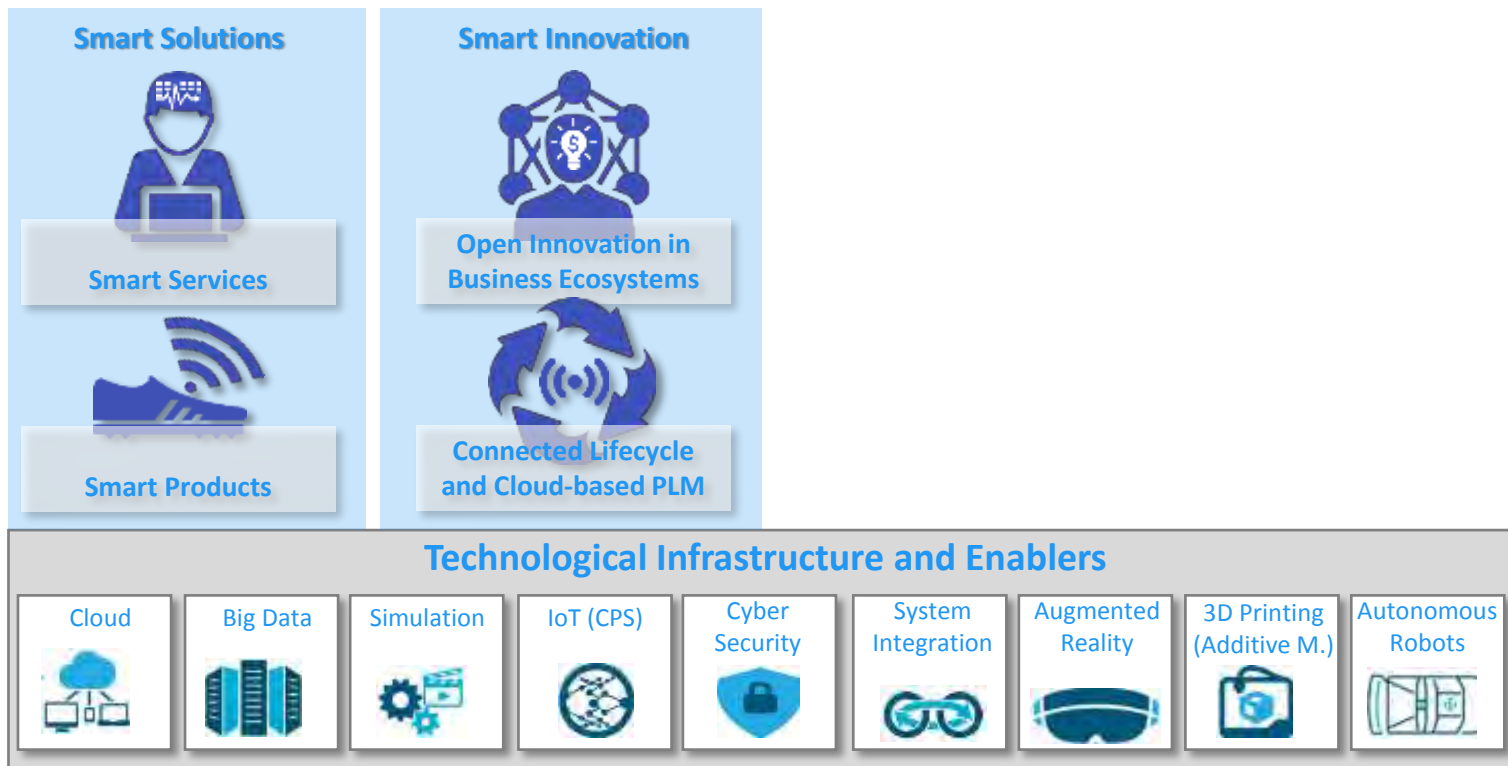 Smart Solutions
Smart Services
Smart Products
Smart Innovation
Open Innovation in
Business Ecosystems
Connected Lifecycle
and Cloud-based PLM
Technological Infrastructure and Enablers
Cloud
Big Data
Simulation
IoT (CPS)
Cyber
Security
System
Integration
Augmented
Reality
3D Printing
(Additive M.)
Autonomous
Robots